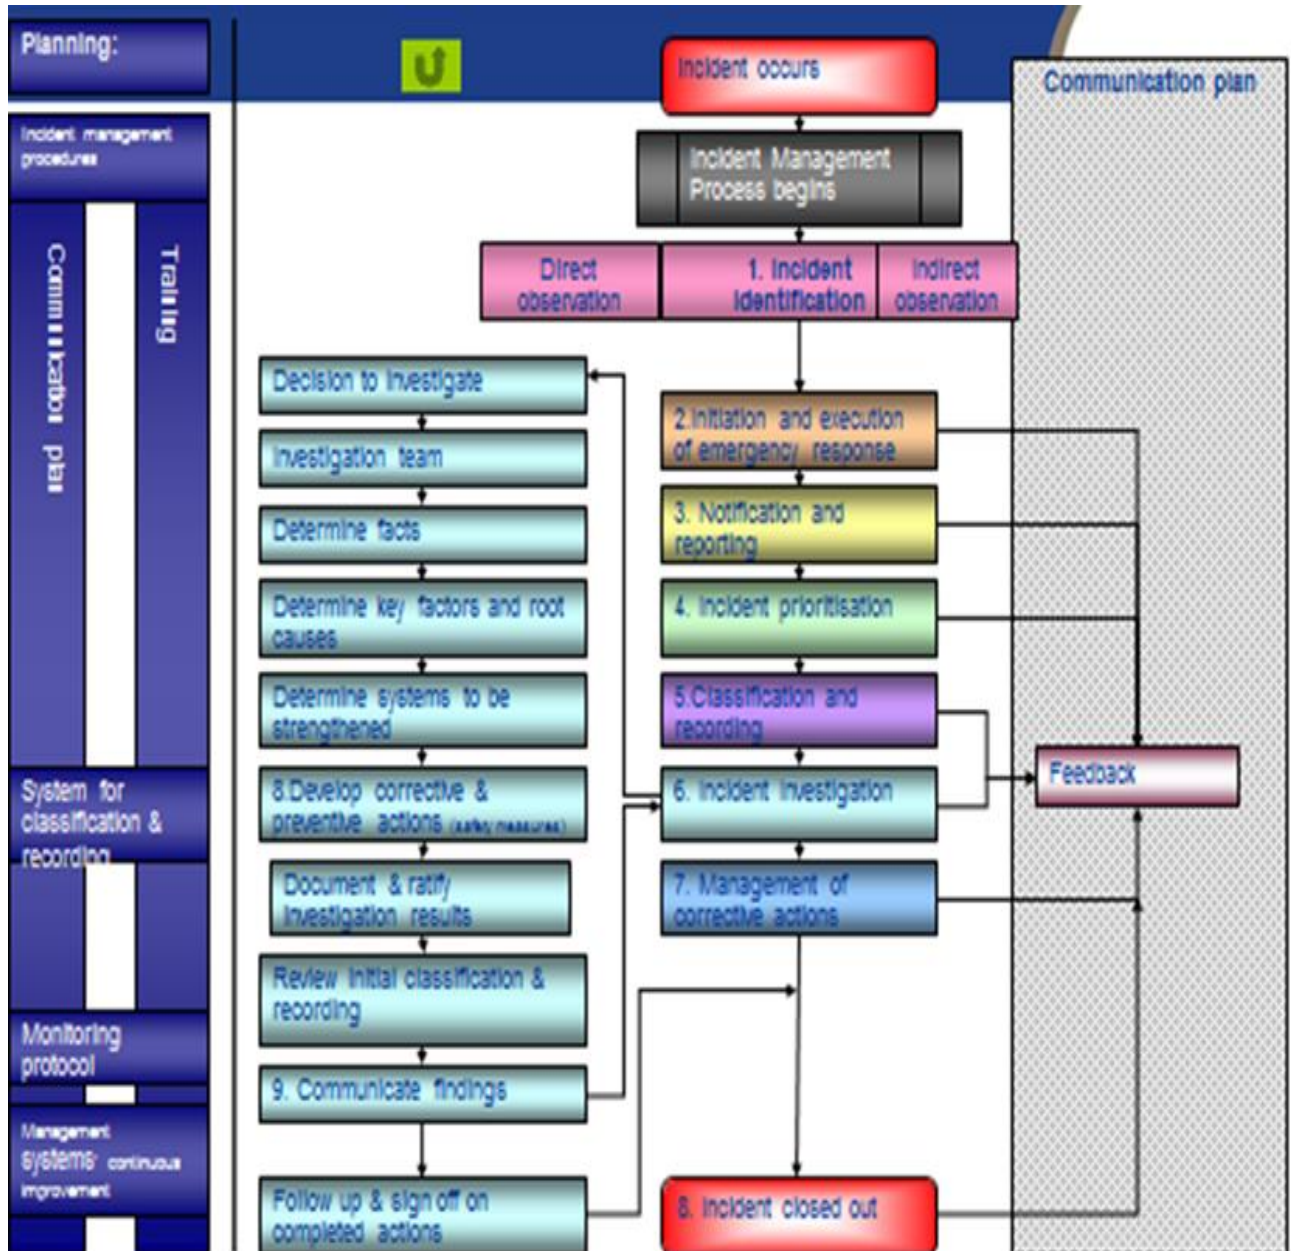 Planning:
Incident management
procedures
Communication plan
Training
System for
classification &
recording
Monitoring
protocol
Management
systems' continuous
improvement
Incident occurs
Incident Management
Process begins
Direct
observation
1. Incident
identification
Indirect
observation
Decision to investigate
Investigation team
Determine facts
Determine key factors and root
causes
Determine systems to be
strengthened
8.Develop corrective &
preventive actions (safety measures)
Document & ratify
investigation results
Review initial classification &
recording
9. Communicate findings
Follow up & sign off on
completed actions
2.Initiation and execution
of emergency response
3. Notification and
reporting
4. Incident prioritisation
5.Classification and
recording
6. Incident investigation
7. Management of
corrective actions
8. Incident closed out
Communication plan
Feedback